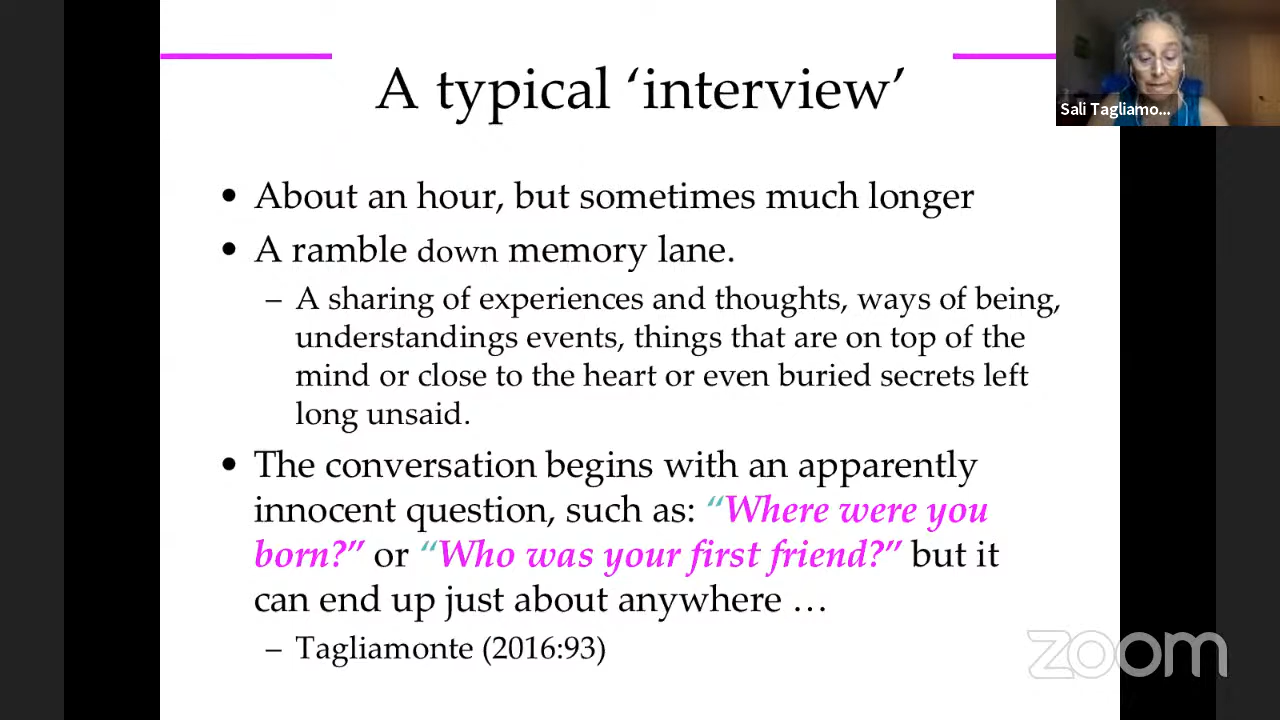 A typical ‘interview’
Sali Tagliamo...
• About an hour, but sometimes much longer
• A ramble down memory lane.
– A sharing of experiences and thoughts, ways of being,
understandings events, things that are on top of the
mind or close to the heart or even buried secrets left
long unsaid.
• The conversation begins with an apparently
innocent question, such as: “Where were you
born?” or “Who was your first friend?” but it
can end up just about anywhere …
– Tagliamonte (2016:93)
zoom